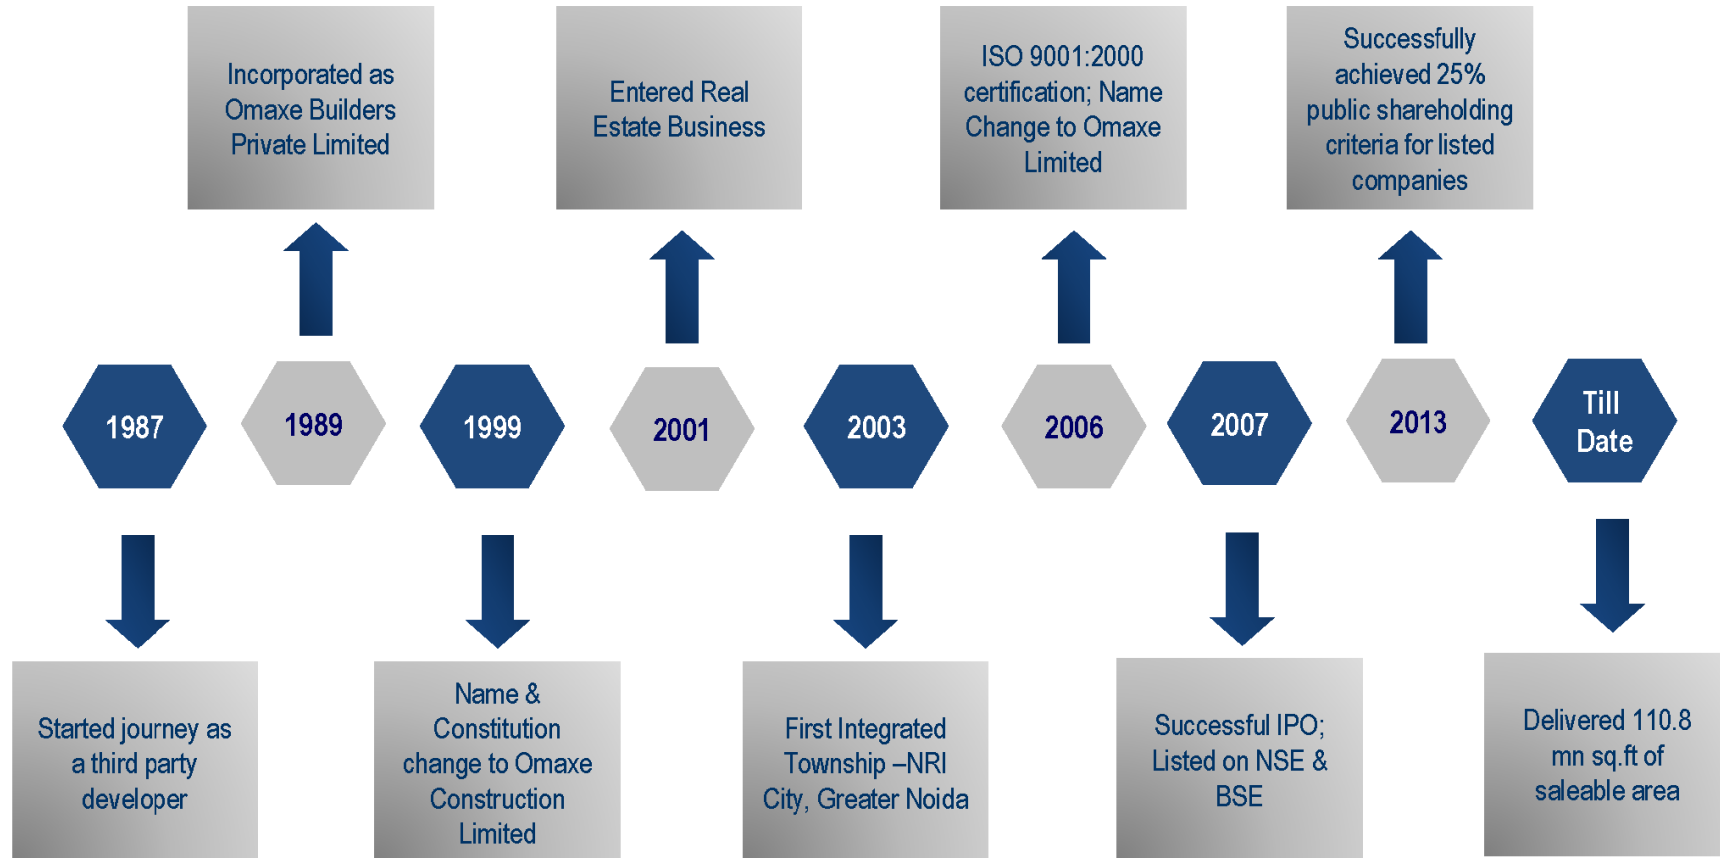 Incorporated as
Omaxe Builders
Private Limited
Entered Real
Estate Business
ISO 9001:2000
certification; Name
Change to Omaxe
Limited
Successfully
achieved 25%
public shareholding
criteria for listed
companies
1987
1989
1999
2001
2003
2006
2007
2013
Till
Date
Started journey as
a third party
developer
Name &
Constitution
change to Omaxe
Construction
Limited
First Integrated
Township –NRI
City, Greater Noida
Successful IPO;
Listed on NSE &
BSE
Delivered 110.8
mn sq.ft of
saleable area